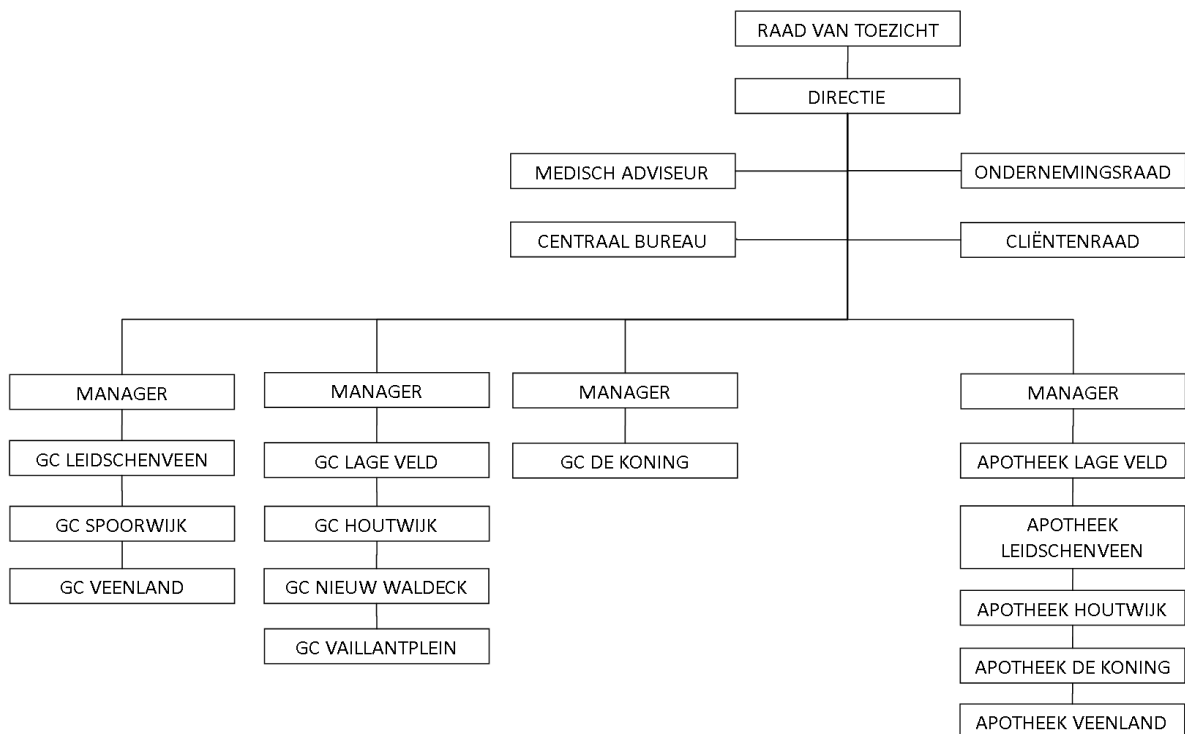 RAAD VAN TOEZICHT
DIRECTIE
MEDISCH ADVISEUR
ONDERNEMINGSRAAD
CENTRAAL BUREAU
CLIËNTENRAAD
MANAGER
GC LEIDSCHENVEEN
GC SPOORWIJK
GC VEENLAND
MANAGER
GC LAGE VELD
GC HOUTWIJK
GC NIEUW WALDECK
GC VAILLANTPLEIN
MANAGER
GC DE KONING
MANAGER
APOTHEEK LAGE VELD
APOTHEEK
LEIDSCHENVEEN
APOTHEEK HOUTWIJK
APOTHEEK DE KONING
APOTHEEK VEENLAND